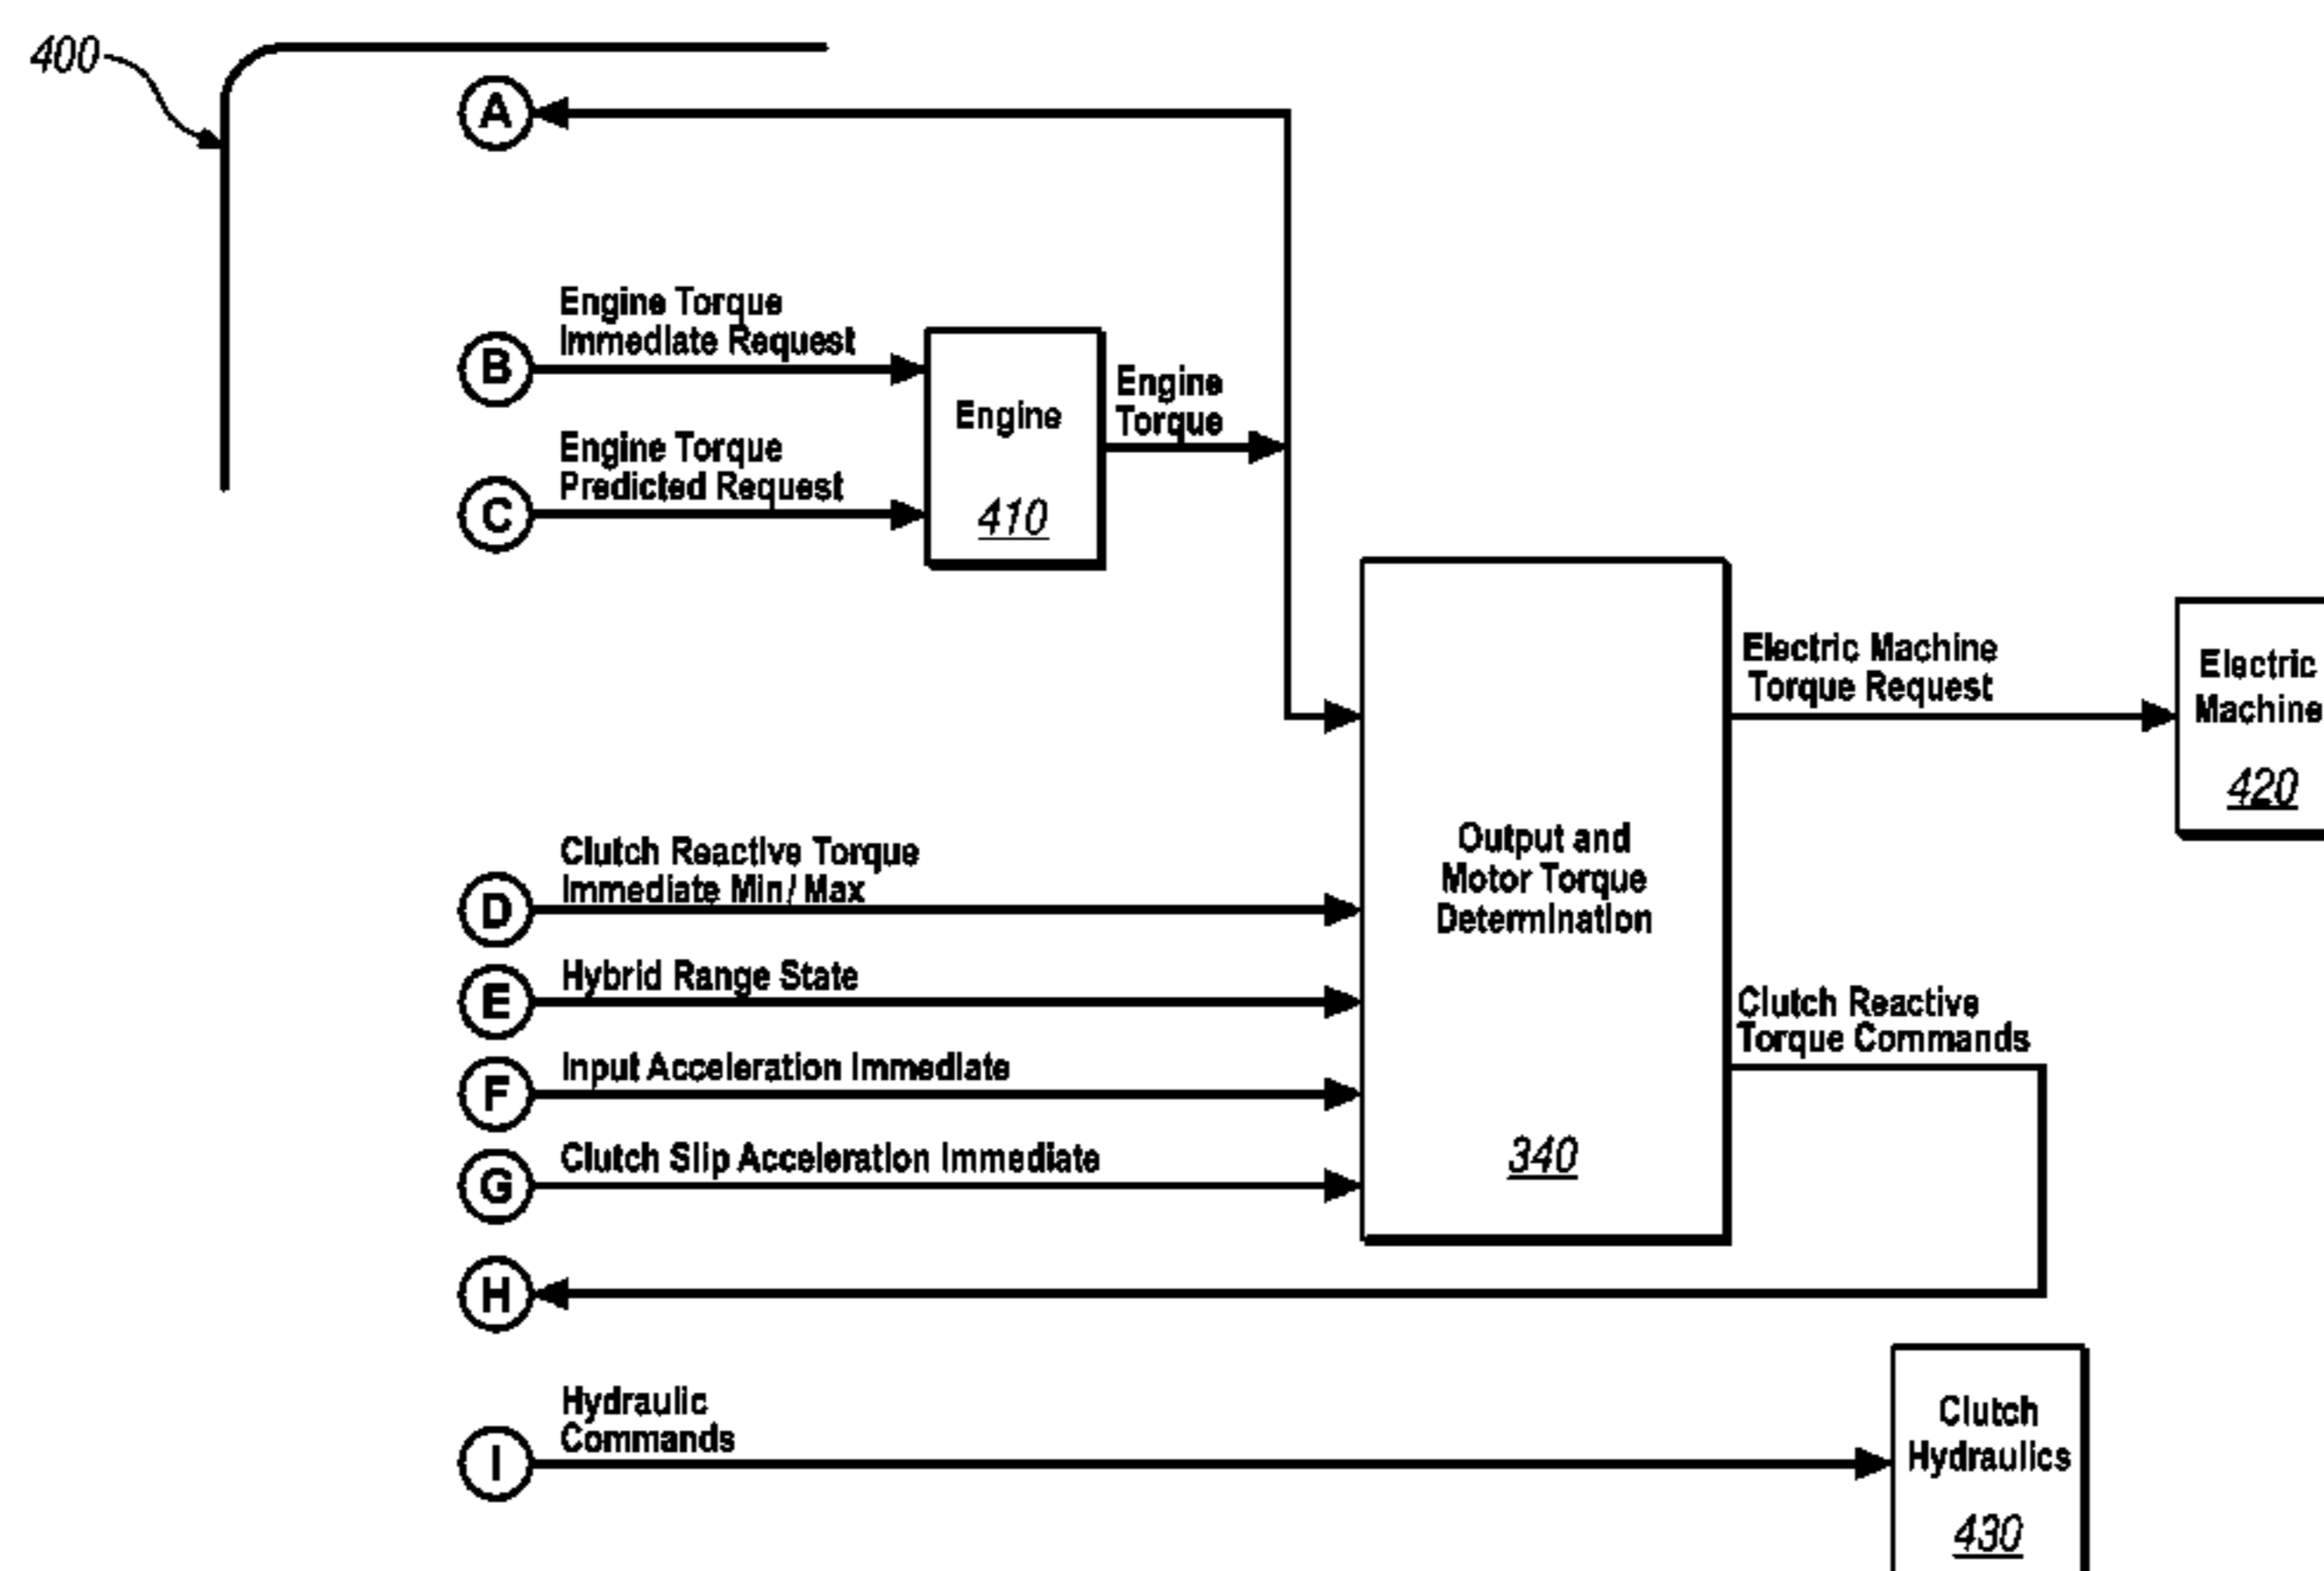 400
A
Engine Torque
Immediate Request
B
Engine Torque
Predicted Request
C
Engine
410
Engine
Torque
Electric Machine
Torque Request
Electric
Machine
420
Output and
Motor Torque
Determination
340
Clutch Reactive Torque
Immediate Min/Max
D
Hybrid Range State
E
Input Acceleration Immediate
F
Clutch Slip Acceleration Immediate
G
Clutch Reactive
Torque Commands
H
Hydraulic
Commands
I
Clutch
Hydraulics
430